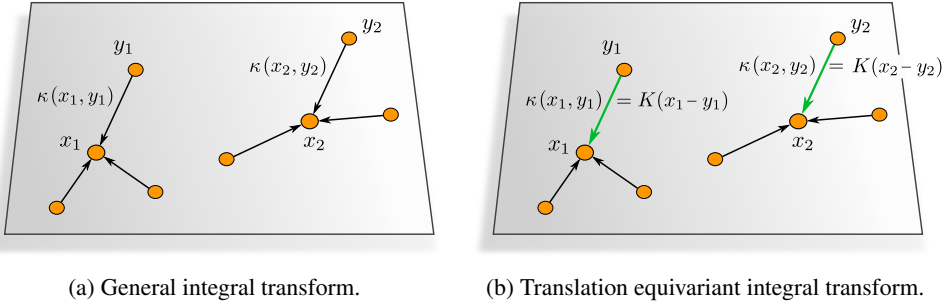 y₁
y₂
κ(x₁, y₁)
κ(x₂, y₂)
x₁
x₂
(a) General integral transform.
y₁
y₂
κ(x₂, y₂) = K(x₂ − y₂)
κ(x₁, y₁) = K(x₁ − y₁)
x₁
x₂
(b) Translation equivariant integral transform.